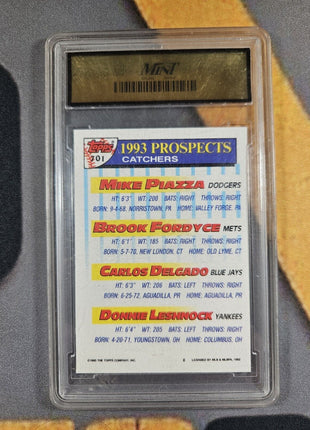 MINT
TOPPS
701
1993 PROSPECTS
CATCHERS
MIKE PIAZZA DODGERS
HT: 6'3" WT: 200 BATS: RIGHT THROWS: RIGHT
BORN: 9-4-68, NORRISTOWN, PA HOME: VALLEY FORGE, PA
BROOK FORDYCE METS
HT: 6'1" WT: 185 BATS: RIGHT THROWS: RIGHT
BORN: 5-7-70, NEW LONDON, CT HOME: OLD LYME, CT
CARLOS DELGADO BLUE JAYS
HT: 6'3" WT: 206 BATS: LEFT THROWS: RIGHT
BORN: 6-25-72, AGUADILLA, PR HOME: AGUADILLA, PR
DONNIE LESHNOCK YANKEES
HT: 6'4" WT: 205 BATS: LEFT THROWS: RIGHT
BORN: 4-20-71, YOUNGSTOWN, OH HOME: COLUMBUS, OH